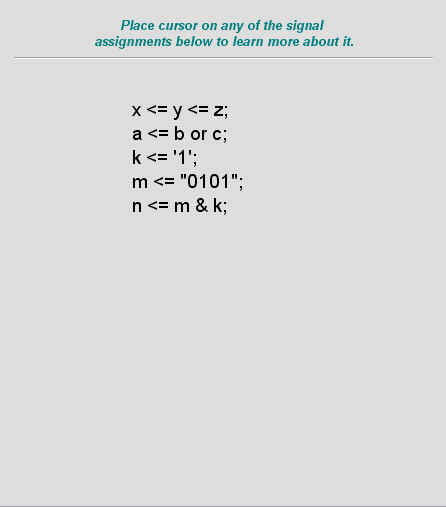 Place cursor on any of the signal
assignments below to learn more about it.
x <= y <= z;
a <= b or c;
k <= '1';
m <= "0101";
n <= m & k;